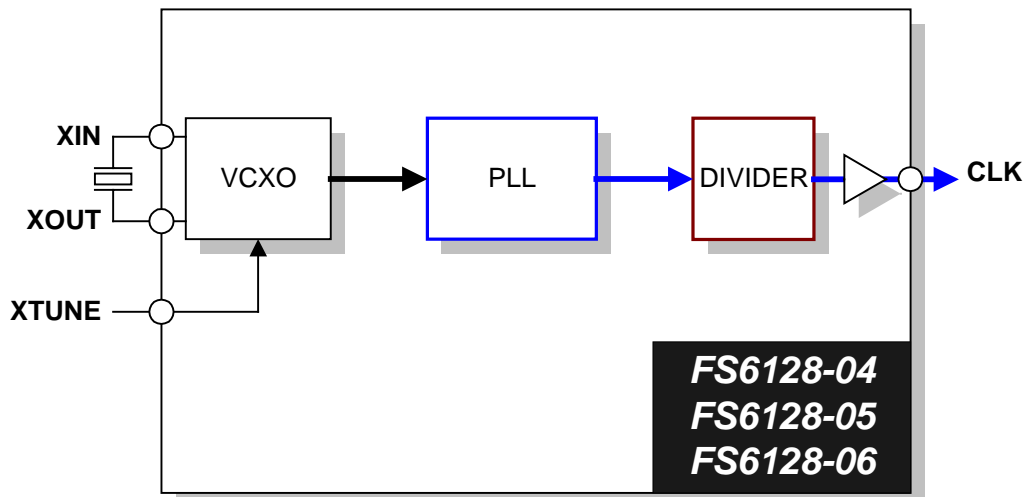 XIN
XOUT
XTUNE
VCXO
PLL
DIVIDER
CLK
FS6128-04
FS6128-05
FS6128-06